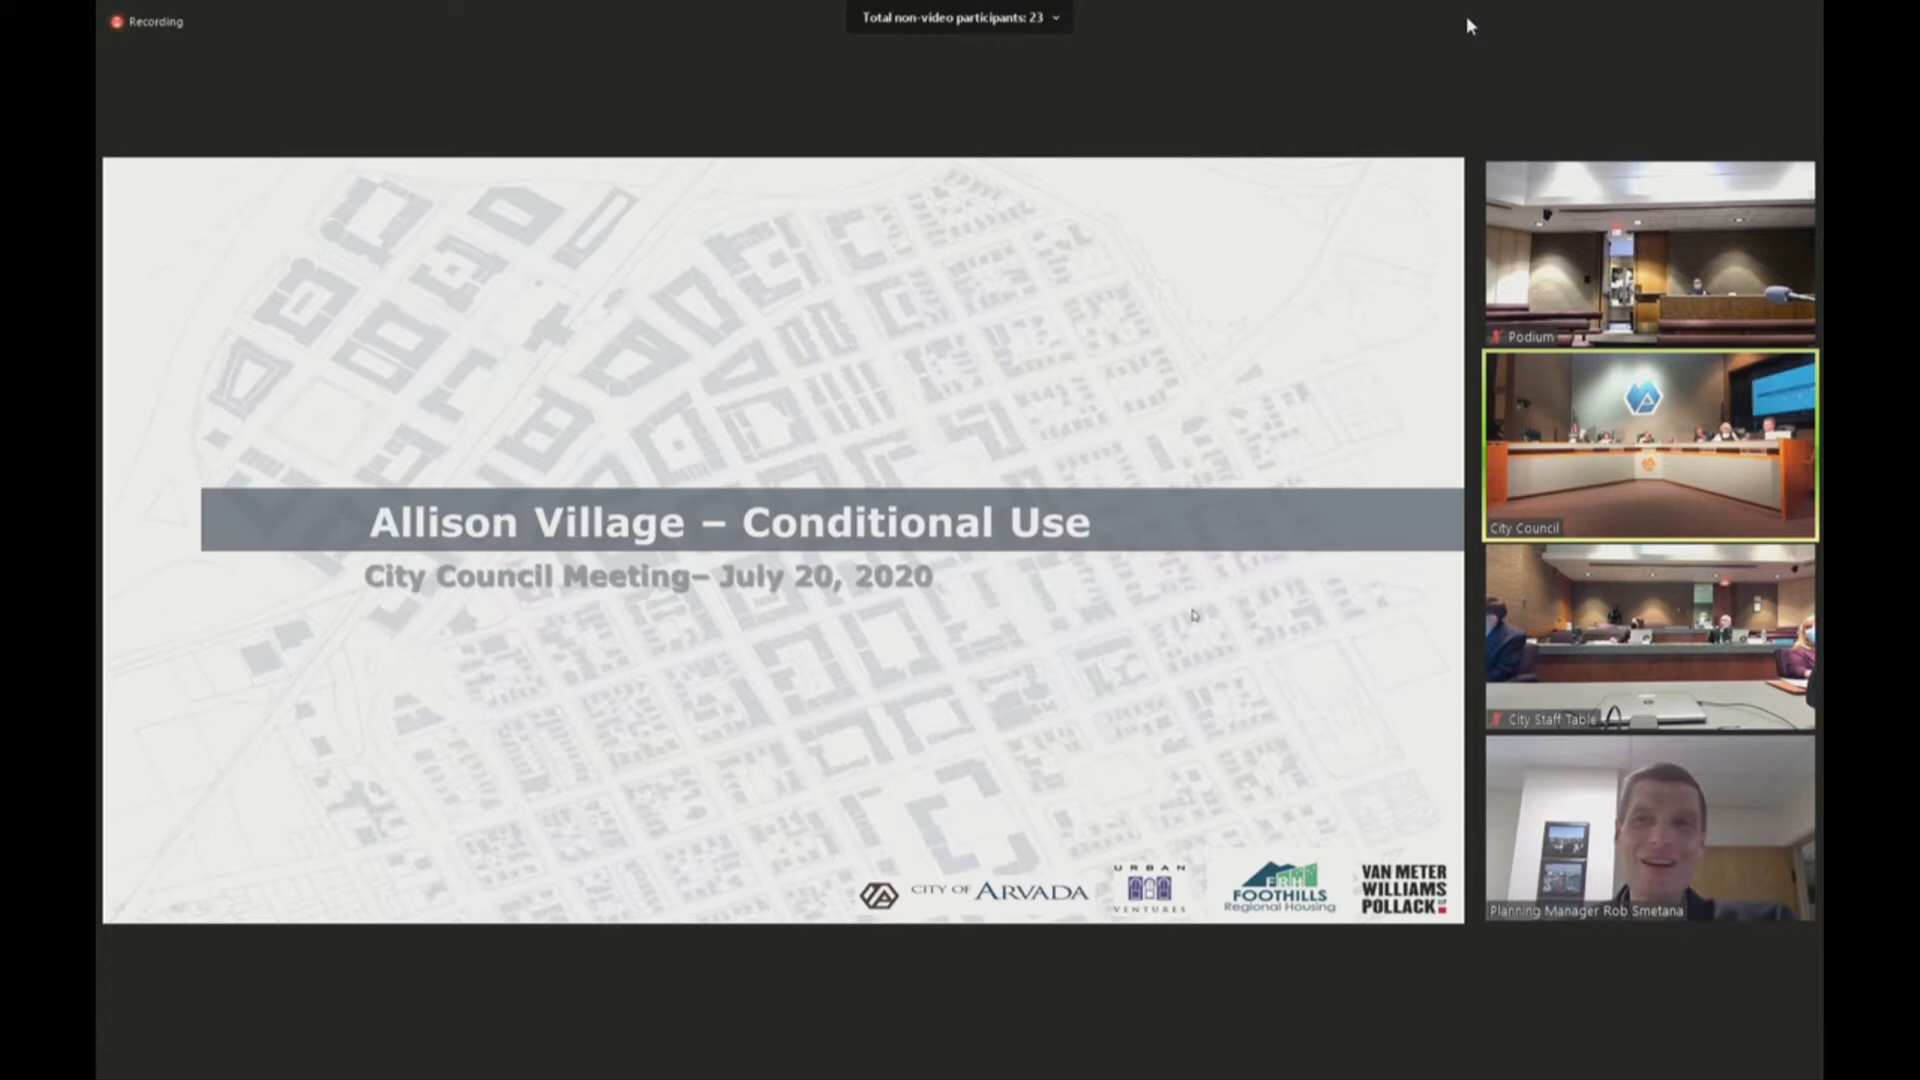 Recording
Total non-video participants: 23
Allison Village – Conditional Use
City Council Meeting– July 20, 2020
CITY OF ARVADA
URBAN
VENTURES
FRH
FOOTHILLS
Regional Housing
VAN METER
WILLIAMS
POLLACK LLP
Podium
City Council
City Staff Table
Planning Manager Rob Smetana